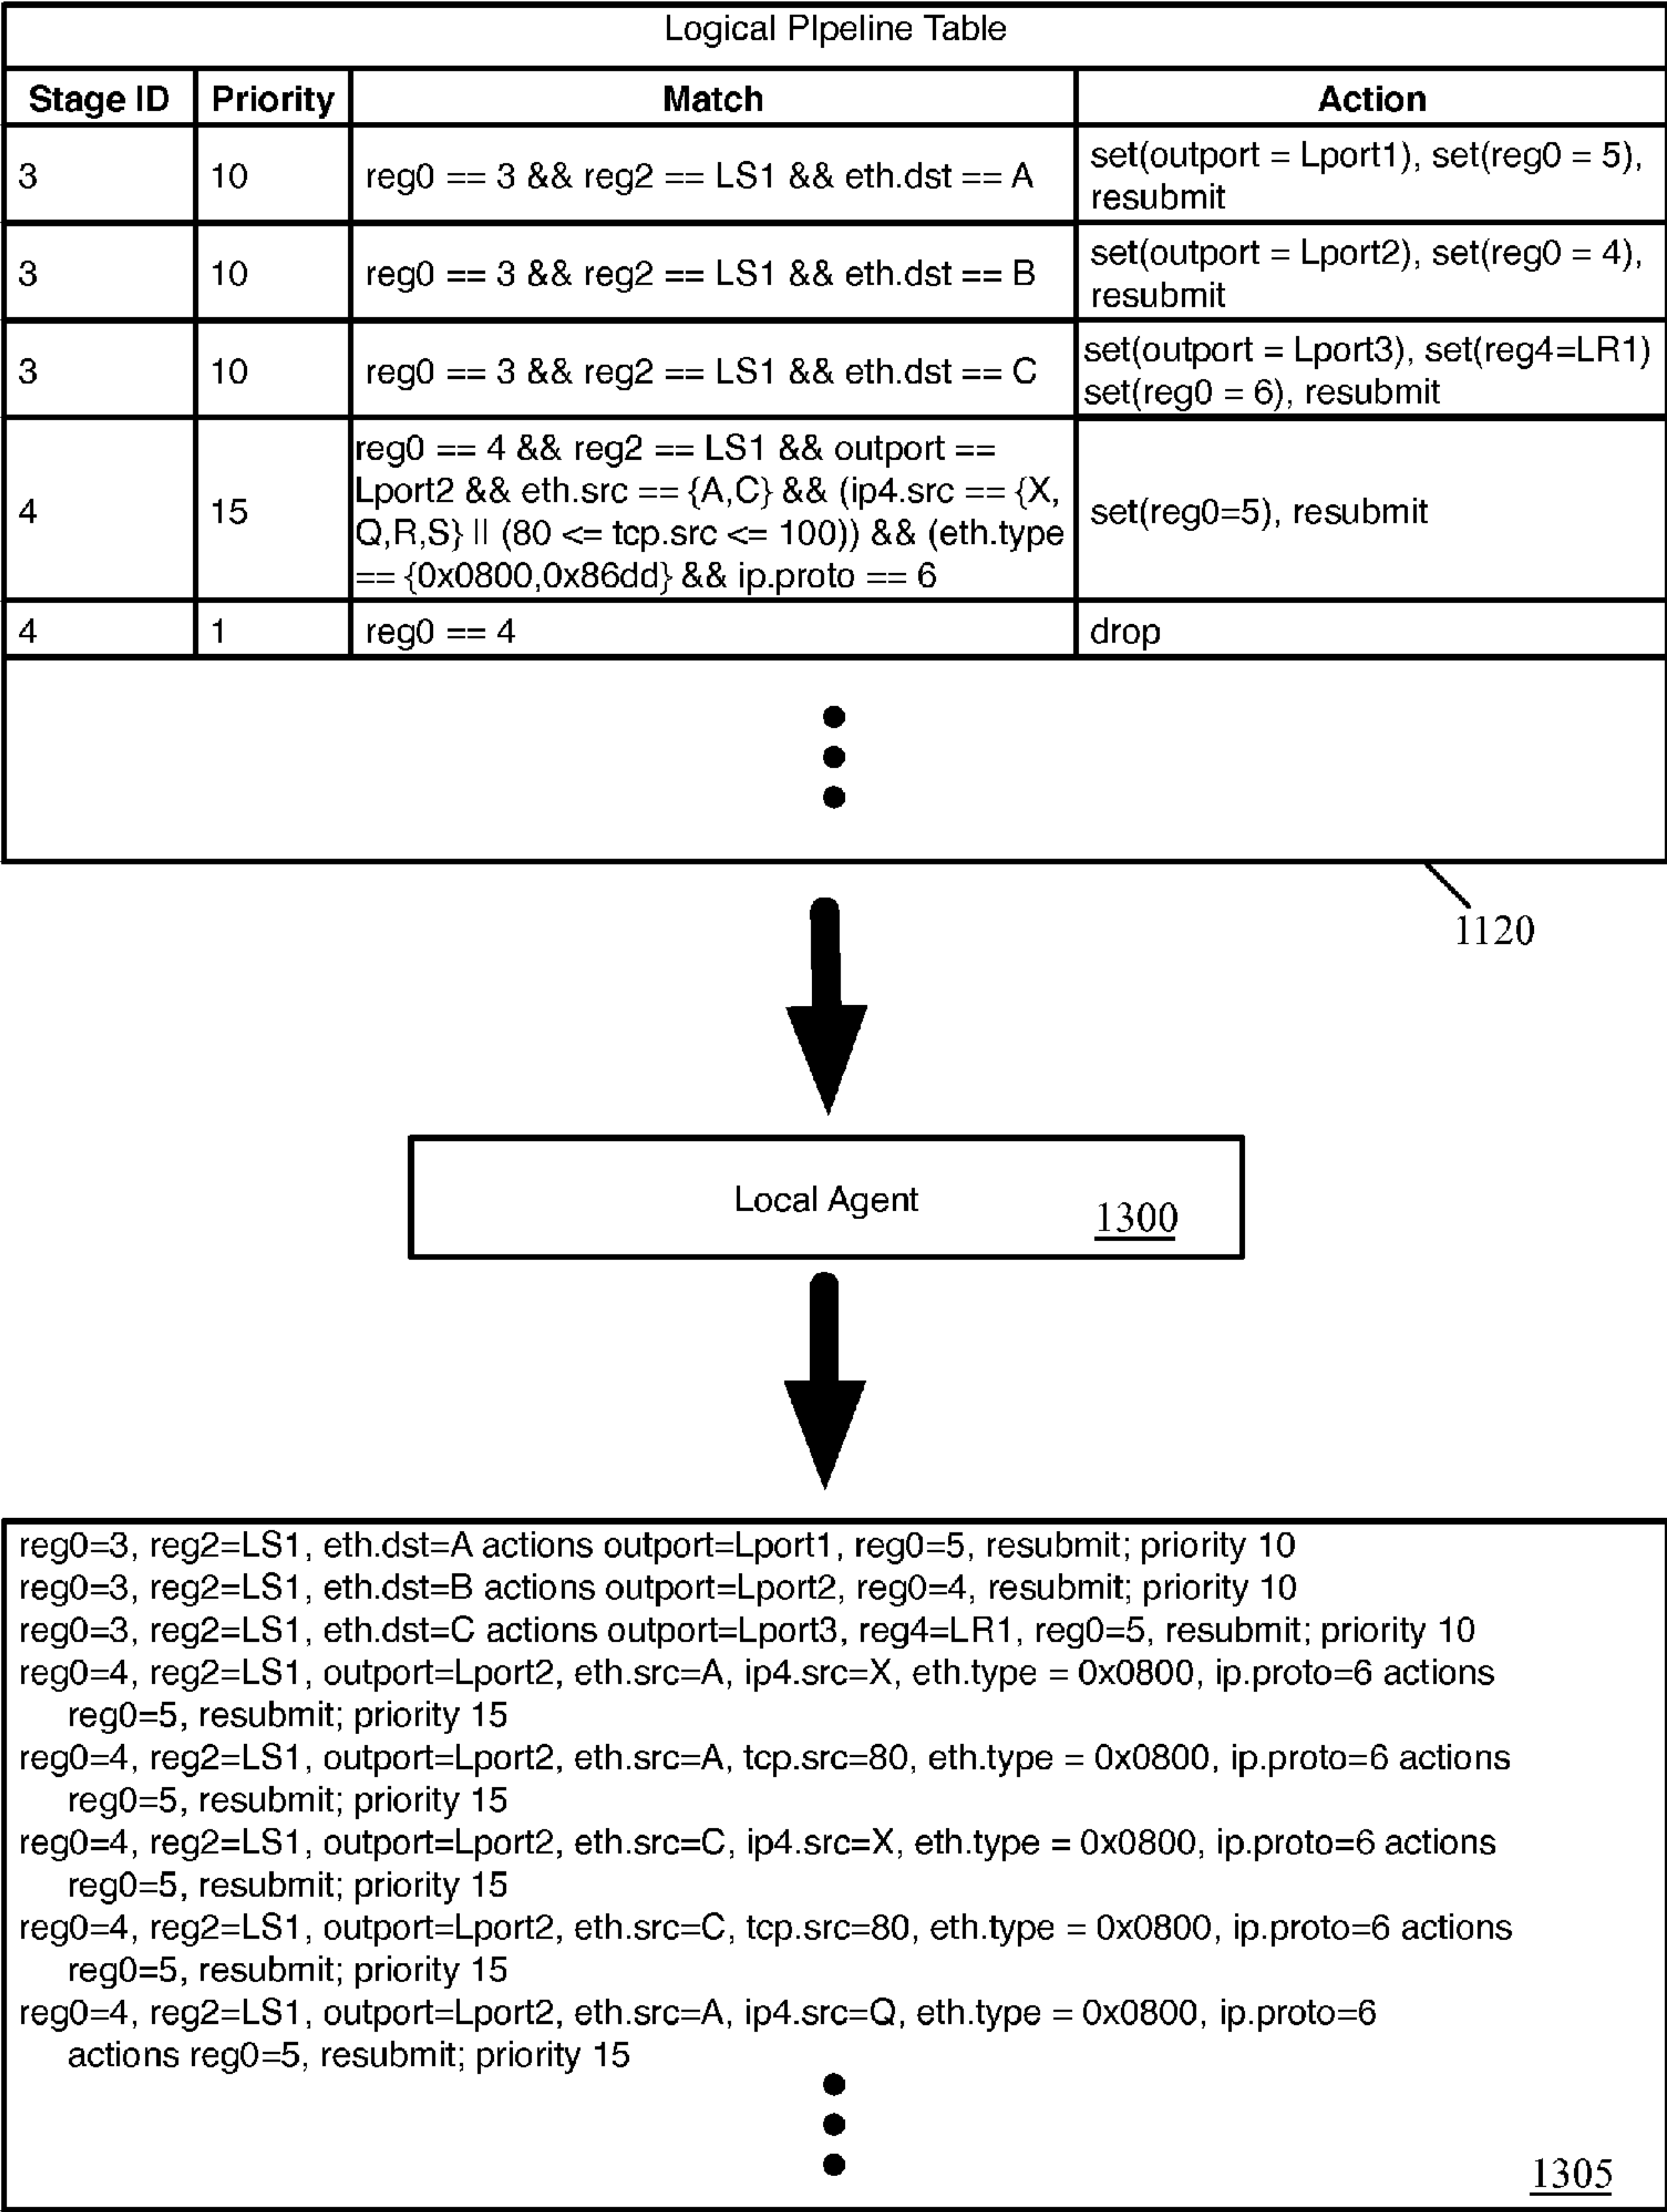 Logical PIpeline Table
Stage ID Priority Match Action
3 10 reg0 == 3 && reg2 == LS1 && eth.dst == A set(outport = Lport1), set(reg0 = 5),
resubmit
3 10 reg0 == 3 && reg2 == LS1 && eth.dst == B set(outport = Lport2), set(reg0 = 4),
resubmit
3 10 reg0 == 3 && reg2 == LS1 && eth.dst == C set(outport = Lport3), set(reg4=LR1)
set(reg0 = 6), resubmit
4 15 reg0 == 4 && reg2 == LS1 && outport ==
Lport2 && eth.src == {A,C} && (ip4.src == {X,
Q,R,S} || (80 <= tcp.src <= 100)) && (eth.type
== {0x0800,0x86dd} && ip.proto == 6
set(reg0=5), resubmit
4 1 reg0 == 4 drop
1120
Local Agent 1300
reg0=3, reg2=LS1, eth.dst=A actions outport=Lport1, reg0=5, resubmit; priority 10
reg0=3, reg2=LS1, eth.dst=B actions outport=Lport2, reg0=4, resubmit; priority 10
reg0=3, reg2=LS1, eth.dst=C actions outport=Lport3, reg4=LR1, reg0=5, resubmit; priority 10
reg0=4, reg2=LS1, outport=Lport2, eth.src=A, ip4.src=X, eth.type = 0x0800, ip.proto=6 actions
reg0=5, resubmit; priority 15
reg0=4, reg2=LS1, outport=Lport2, eth.src=A, tcp.src=80, eth.type = 0x0800, ip.proto=6 actions
reg0=5, resubmit; priority 15
reg0=4, reg2=LS1, outport=Lport2, eth.src=C, ip4.src=X, eth.type = 0x0800, ip.proto=6 actions
reg0=5, resubmit; priority 15
reg0=4, reg2=LS1, outport=Lport2, eth.src=C, tcp.src=80, eth.type = 0x0800, ip.proto=6 actions
reg0=5, resubmit; priority 15
reg0=4, reg2=LS1, outport=Lport2, eth.src=A, ip4.src=Q, eth.type = 0x0800, ip.proto=6
actions reg0=5, resubmit; priority 15
1305